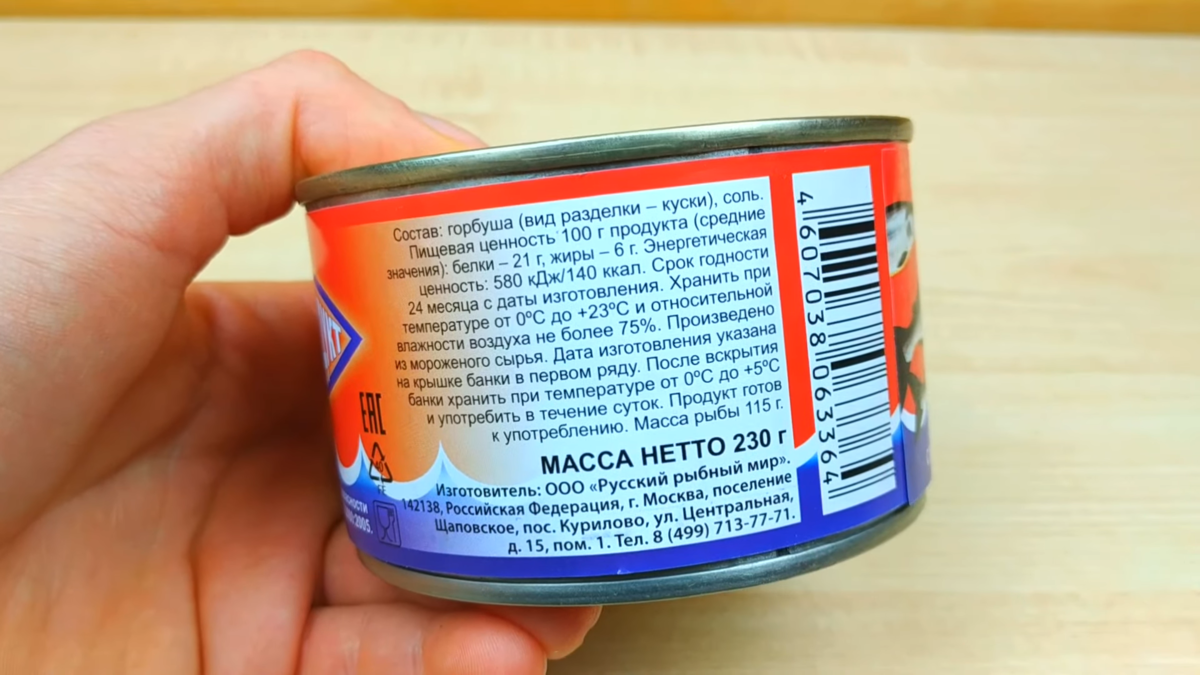 Состав: горбуша (вид разделки – куски), соль.
Пищевая ценность 100 г продукта (средние
значения): белки – 21 г, жиры – 6 г. Энергетическая
ценность: 580 кДж/140 ккал. Срок годности
24 месяца с даты изготовления. Хранить при
температуре от 0°С до +23°С и относительной
влажности воздуха не более 75%. Произведено
из мороженого сырья. Дата изготовления указана
на крышке банки в первом ряду. После вскрытия
банки хранить при температуре от 0°С до +5°С
и употребить в течение суток. Продукт готов
к употреблению. Масса рыбы 115 г.
МАССА НЕТТО 230 г
Изготовитель: ООО «Русский рыбный мир».
142138, Российская Федерация, г. Москва, поселение
Щаповское, пос. Курилово, ул. Центральная,
д. 15, пом. 1. Тел. 8 (499) 713-77-71.
EAC
FE
4 607038 063364